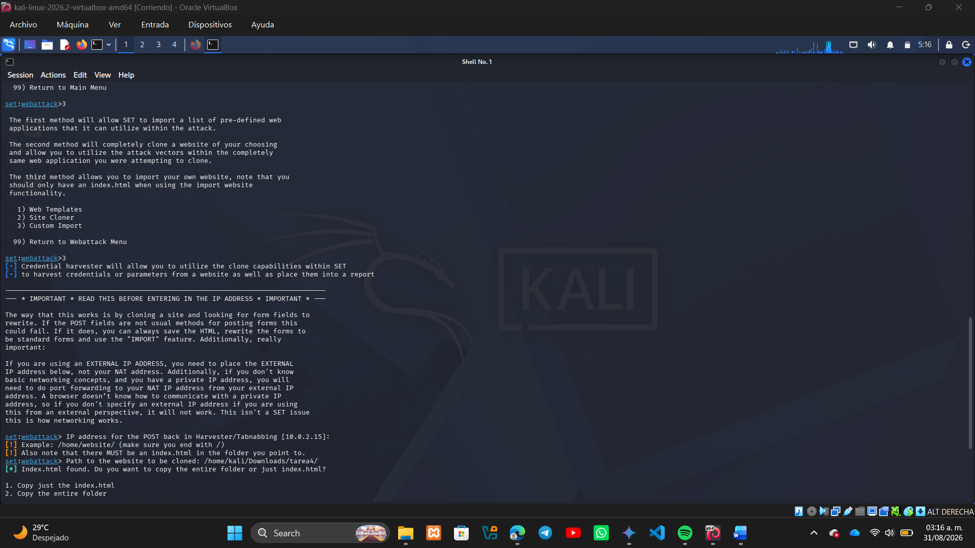 kali-linux-2026.2-virtualbox-amd64 [Corriendo] - Oracle VirtualBox
Archivo Máquina Ver Entrada Dispositivos Ayuda
1 2 3 4 5:16
Shell No. 1
Session Actions Edit View Help
99) Return to Main Menu
set:webattack>3
The first method will allow SET to import a list of pre-defined web
applications that it can utilize within the attack.
The second method will completely clone a website of your choosing
and allow you to utilize the attack vectors within the completely
same web application you were attempting to clone.
The third method allows you to import your own website, note that you
should only have an index.html when using the import website
functionality.
1) Web Templates
2) Site Cloner
3) Custom Import
99) Return to Webattack Menu
set:webattack>3
[-] Credential harvester will allow you to utilize the clone capabilities within SET
[-] to harvest credentials or parameters from a website as well as place them into a report
--- * IMPORTANT * READ THIS BEFORE ENTERING IN THE IP ADDRESS * IMPORTANT * ---
The way that this works is by cloning a site and looking for form fields to
rewrite. If the POST fields are not usual methods for posting forms this
could fail. If it does, you can always save the HTML, rewrite the forms to
be standard forms and use the "IMPORT" feature. Additionally, really
important:
If you are using an EXTERNAL IP ADDRESS, you need to place the EXTERNAL
IP address below, not your NAT address. Additionally, if you don't know
basic networking concepts, and you have a private IP address, you will
need to do port forwarding to your NAT IP address from your external IP
address. A browser doesn't know how to communicate with a private IP
address, so if you don't specify an external IP address if you are using
this from an external perspective, it will not work. This isn't a SET issue
this is how networking works.
set:webattack> IP address for the POST back in Harvester/Tabnabbing [10.0.2.15]:
[!] Example: /home/website/ (make sure you end with /)
[!] Also note that there MUST be an index.html in the folder you point to.
set:webattack> Path to the website to be cloned: /home/kali/Downloads/tarea4/
[*] Index.html found. Do you want to copy the entire folder or just index.html?
1. Copy just the index.html
2. Copy the entire folder
KALI
ALT DERECHA
29°C
Despejado
Search
03:16 a. m.
31/08/2026